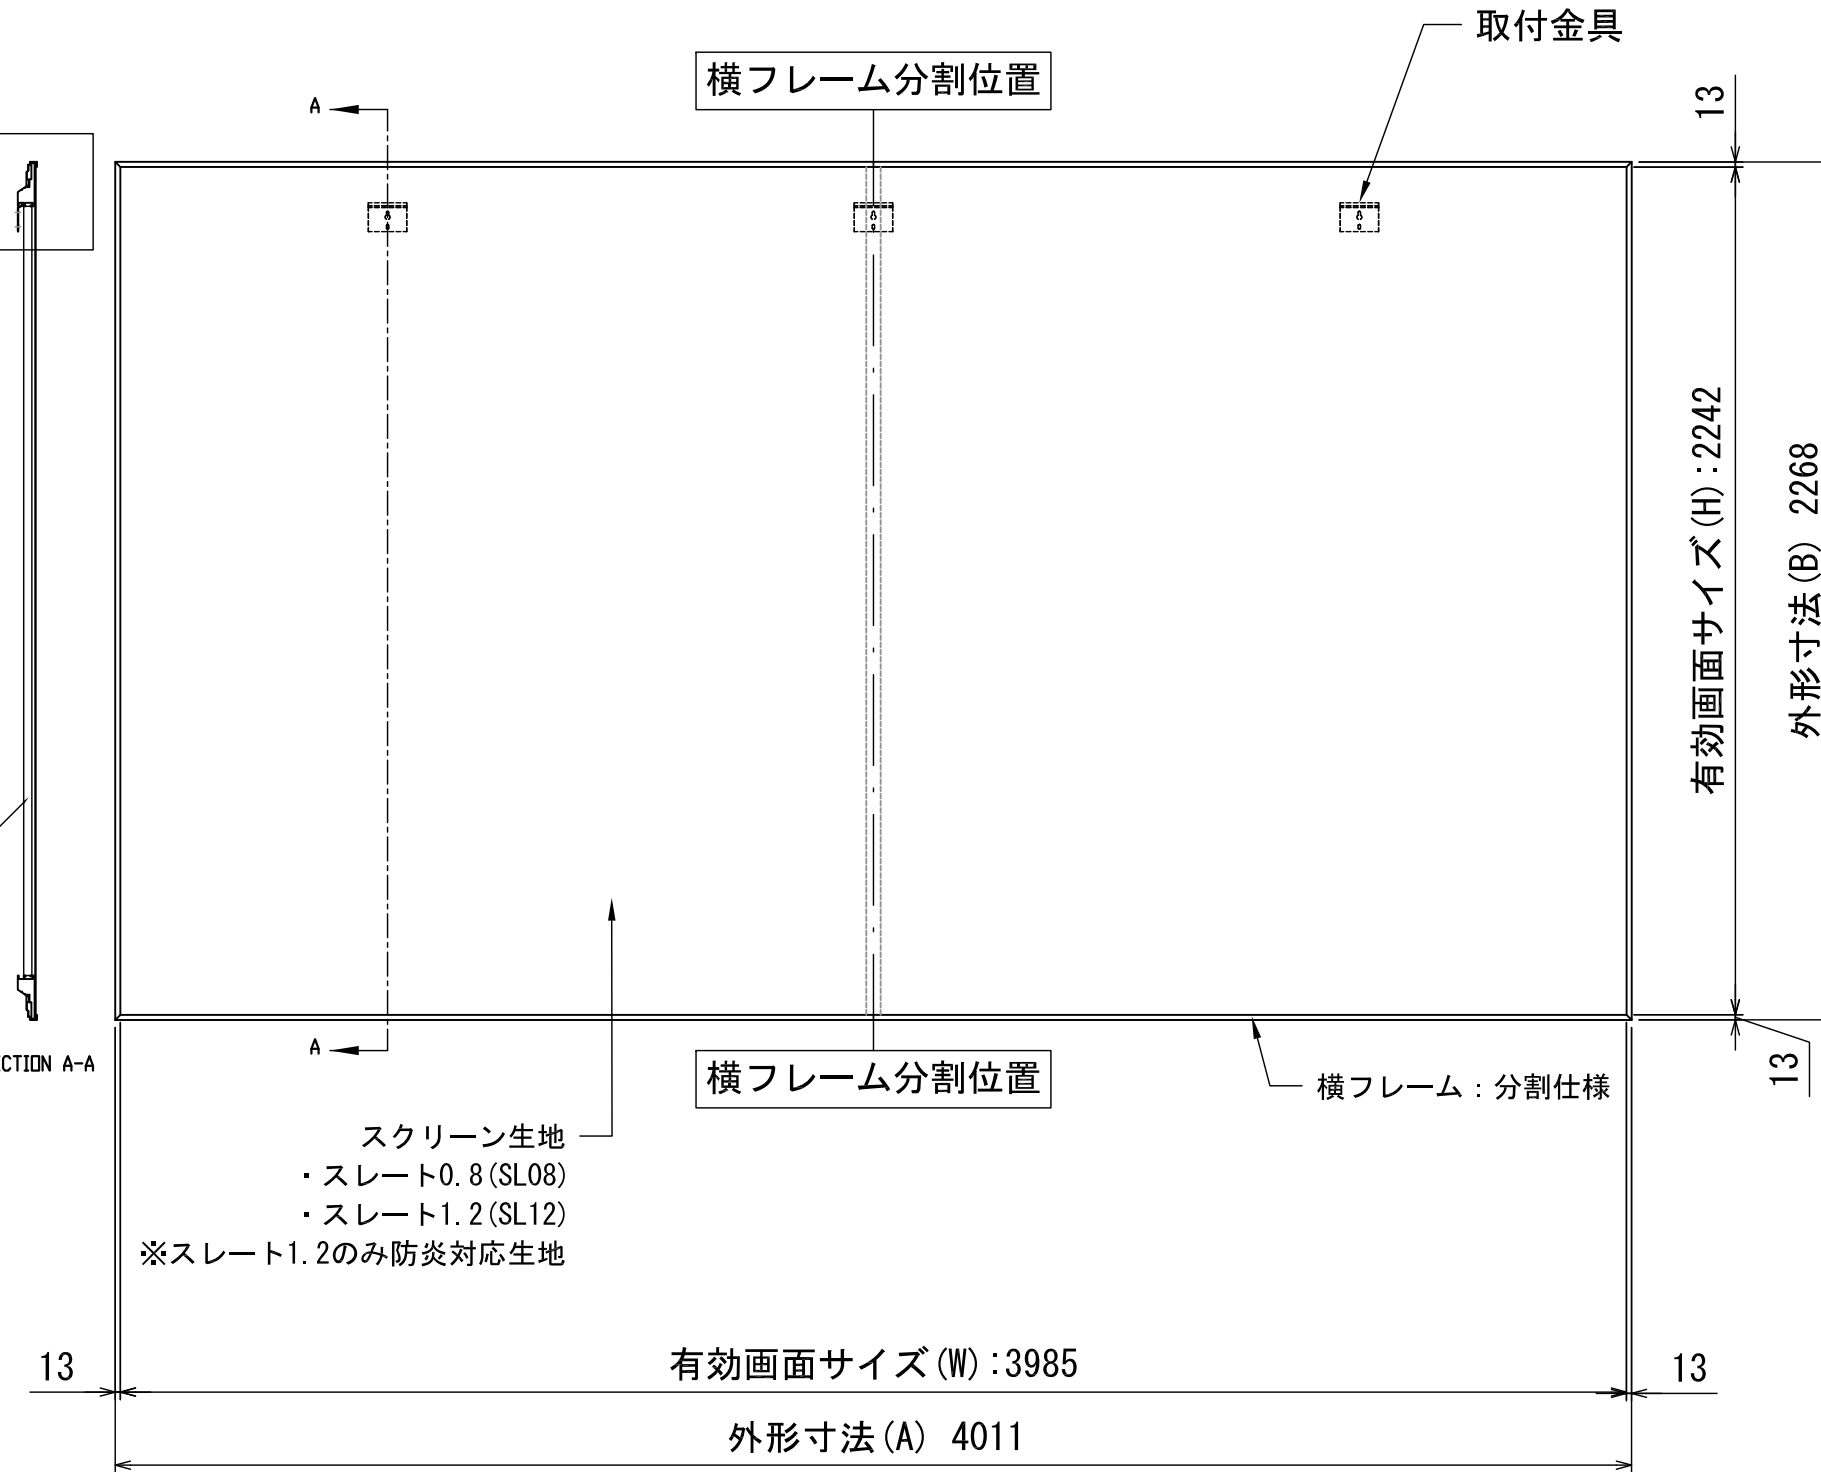 取付金具
横フレーム分割位置
A
13
有効画面サイズ(H):2242
外形寸法(B) 2268
A
CTION A-A
横フレーム分割位置
横フレーム：分割仕様
13
スクリーン生地
・スレート0.8(SL08)
・スレート1.2(SL12)
※スレート1.2のみ防炎対応生地
13
有効画面サイズ(W):3985
13
外形寸法(A) 4011